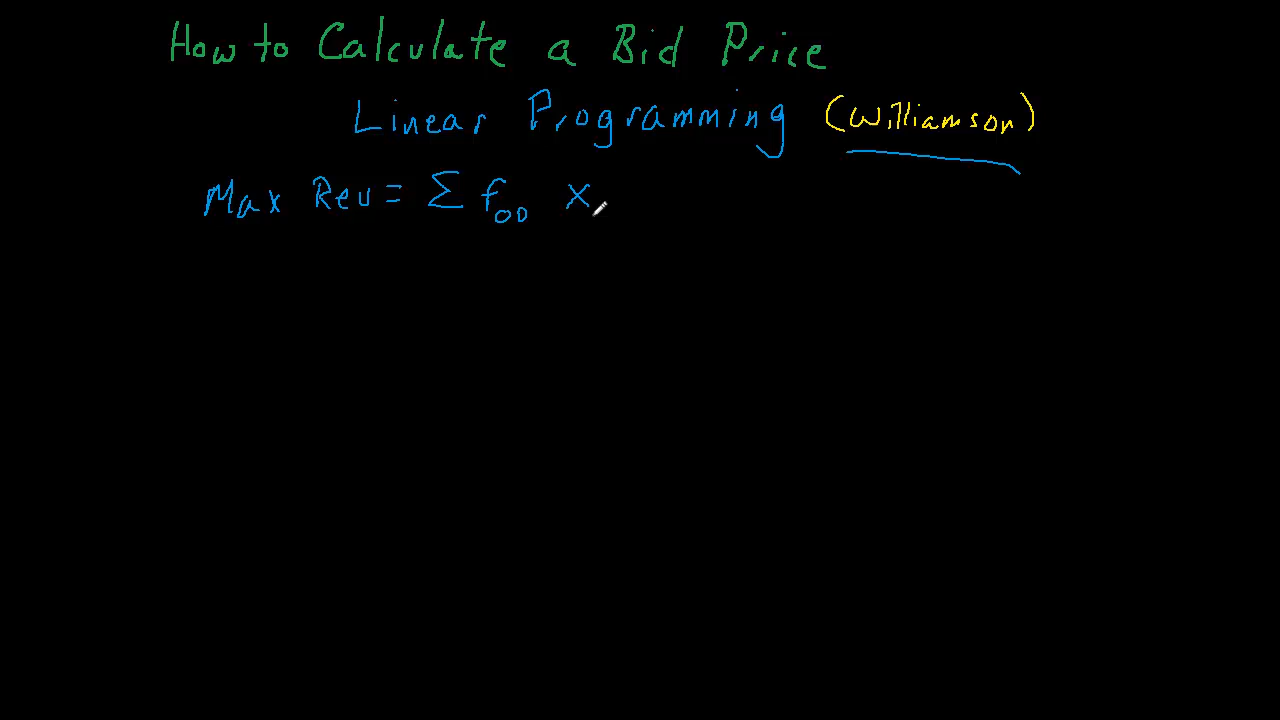 How to Calculate a Bid Price
Linear Programming (Williamson)
Max Rev = Σ f_OD X